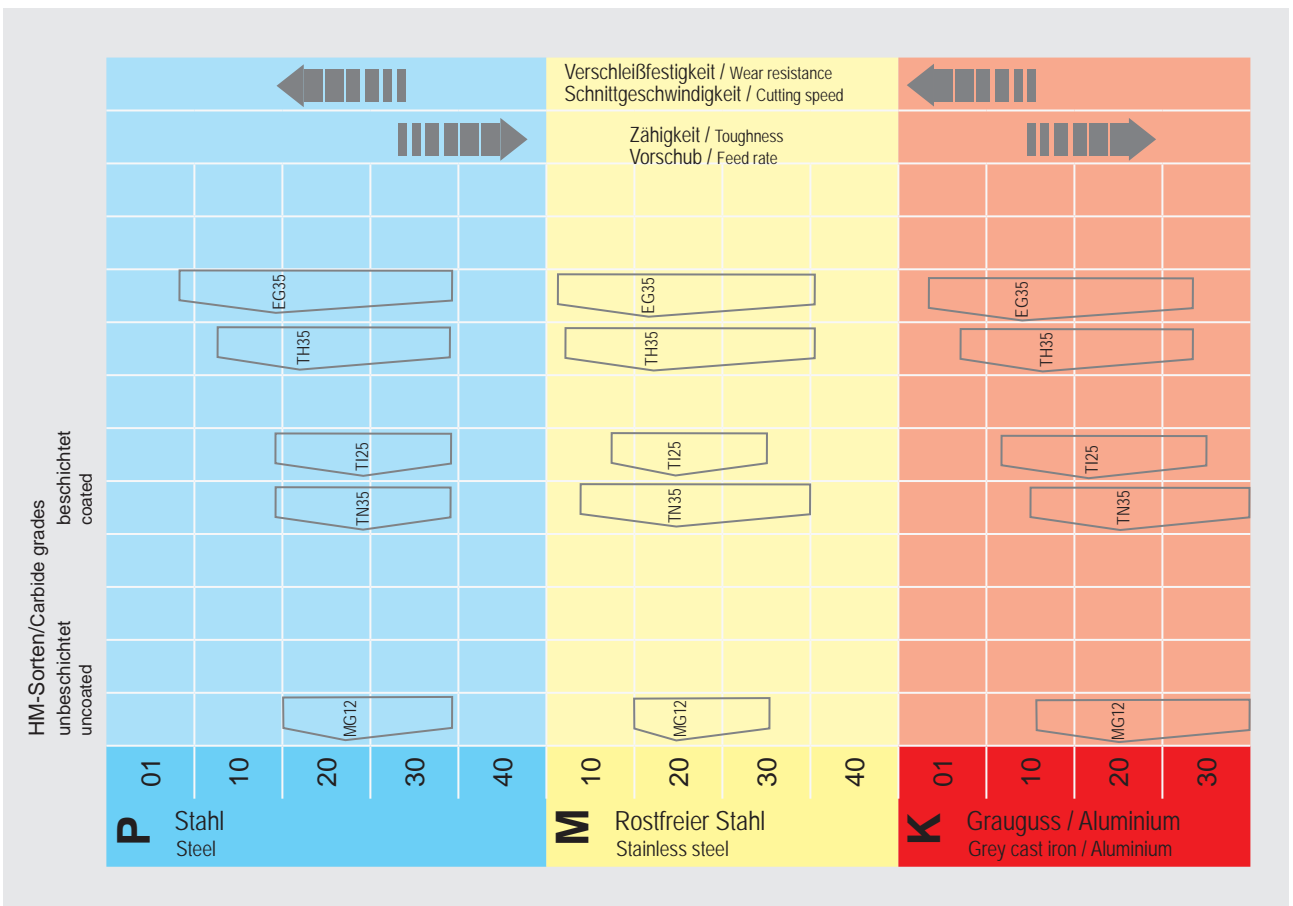 Verschleißfestigkeit / Wear resistance
Schnittgeschwindigkeit / Cutting speed
Zähigkeit / Toughness
Vorschub / Feed rate
HM-Sorten/Carbide grades
beschichtet
coated
unbeschichtet
uncoated
EG35
EG35
EG35
TH35
TH35
TH35
TI25
TI25
TI25
TN35
TN35
TN35
MG12
MG12
MG12
01 10 20 30 40 10 20 30 40 01 10 20 30
P Stahl
Steel
M Rostfreier Stahl
Stainless steel
K Grauguss / Aluminium
Grey cast iron / Aluminium